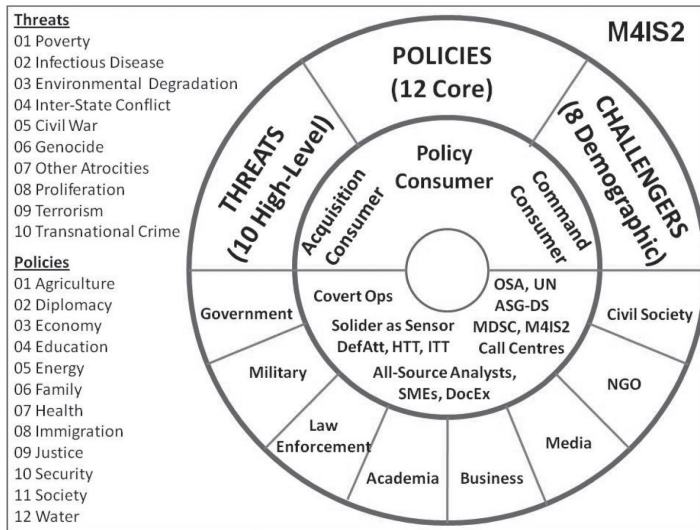 Threats
01 Poverty
02 Infectious Disease
03 Environmental Degradation
04 Inter-State Conflict
05 Civil War
06 Genocide
07 Other Atrocities
08 Proliferation
09 Terrorism
10 Transnational Crime
Policies
01 Agriculture
02 Diplomacy
03 Economy
04 Education
05 Energy
06 Family
07 Health
08 Immigration
09 Justice
10 Security
11 Society
12 Water
M4IS2
THREATS
(10 High-Level)
POLICIES
(12 Core)
CHALLENGERS
(8 Demographic)
Acquisition
Consumer
Policy
Consumer
Command
Consumer
Covert Ops
Solider as Sensor
DefAtt, HTT, ITT
OSA, UN
ASG-DS
MDSC, M4IS2
Call Centres
All-Source Analysts,
SMEs, DocEx
Government
Military
Law
Enforcement
Academia
Business
Media
NGO
Civil Society